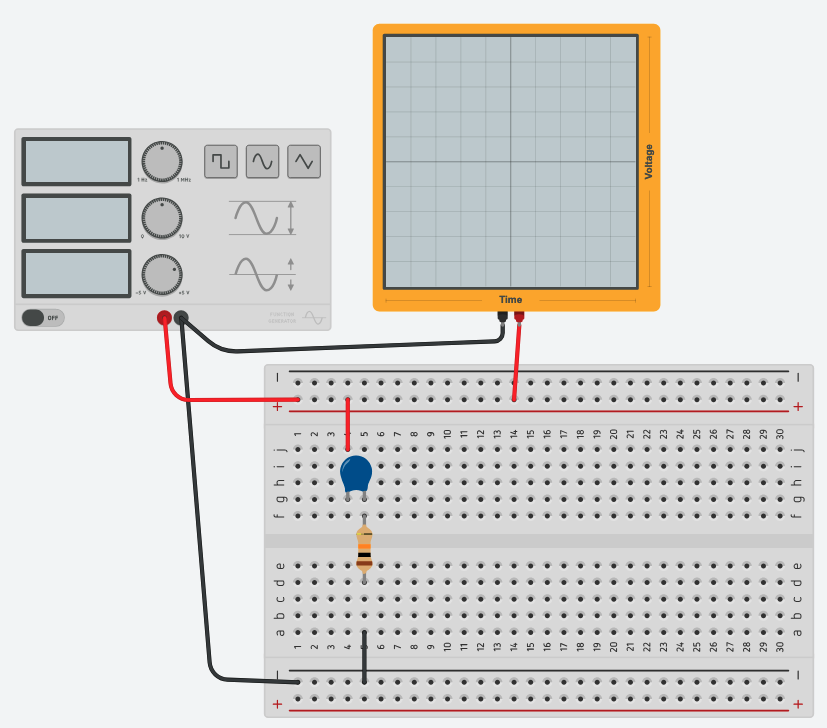 1 Hz 1 MHz
0 10 V
-5 V +5 V
OFF
FUNCTION
GENERATOR
Voltage
Time
− −
+ +
1 2 3 4 5 6 7 8 9 10 11 12 13 14 15 16 17 18 19 20 21 22 23 24 25 26 27 28 29 30
j j
i i
h h
g g
f f
e e
d d
c c
b b
a a
1 2 3 4 5 6 7 8 9 10 11 12 13 14 15 16 17 18 19 20 21 22 23 24 25 26 27 28 29 30
− −
+ +